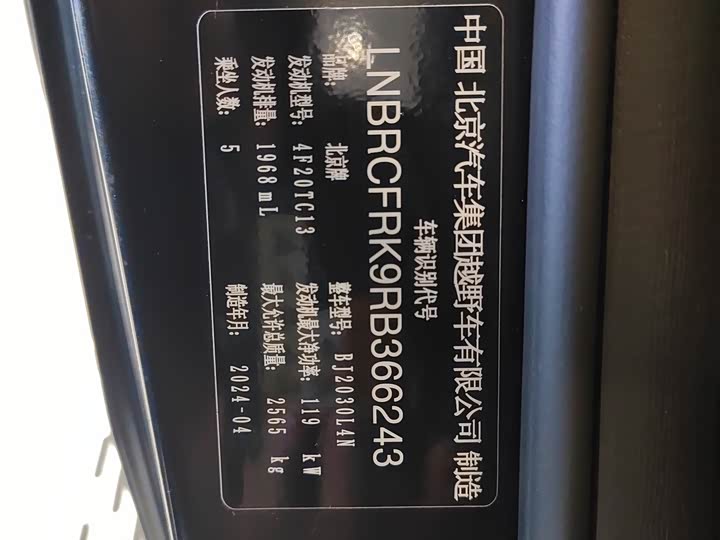 中国 北京汽车集团越野车有限公司 制造
车辆识别代号
LNBRCFRK9RB366243
品牌: 北京牌 整车型号: BJ2030L4N
发动机型号: 4F20TC13 发动机最大净功率: 119 kW
发动机排量: 1968 mL 最大允许总质量: 2565 kg
乘坐人数: 5 制造年月: 2024-04